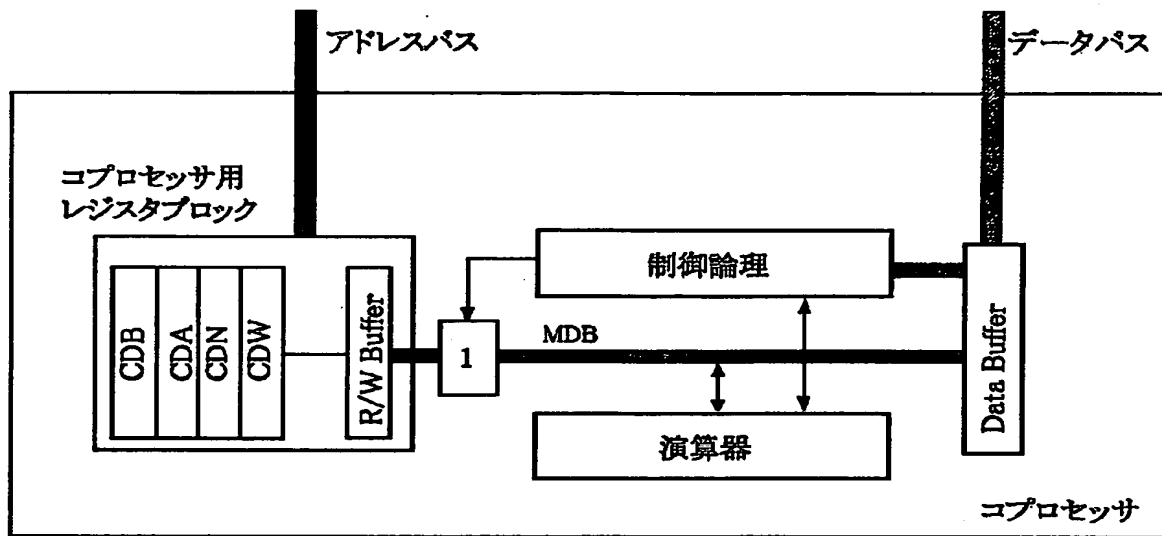 アドレスバス
データバス
コプロセッサ用
レジスタブロック
制御論理
CDB
CDA
CDN
CDW
R/W Buffer
1
MDB
Data Buffer
演算器
コプロセッサ